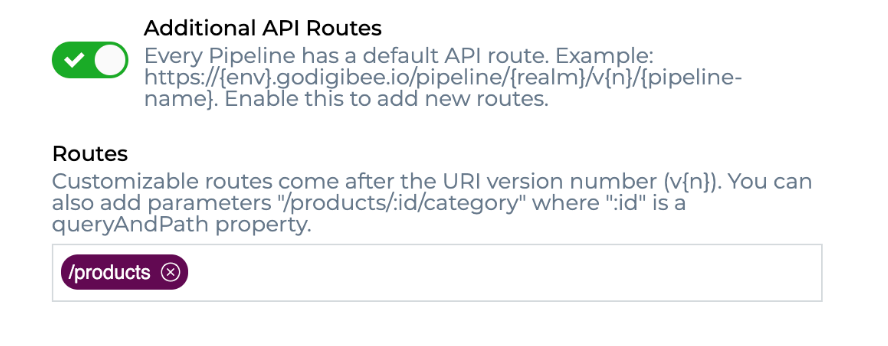 Additional API Routes
Every Pipeline has a default API route. Example:
https://{env}.godigibee.io/pipeline/{realm}/v{n}/{pipeline-
name}. Enable this to add new routes.
Routes
Customizable routes come after the URI version number (v{n}). You can
also add parameters "/products/:id/category" where ":id" is a
queryAndPath property.
/products